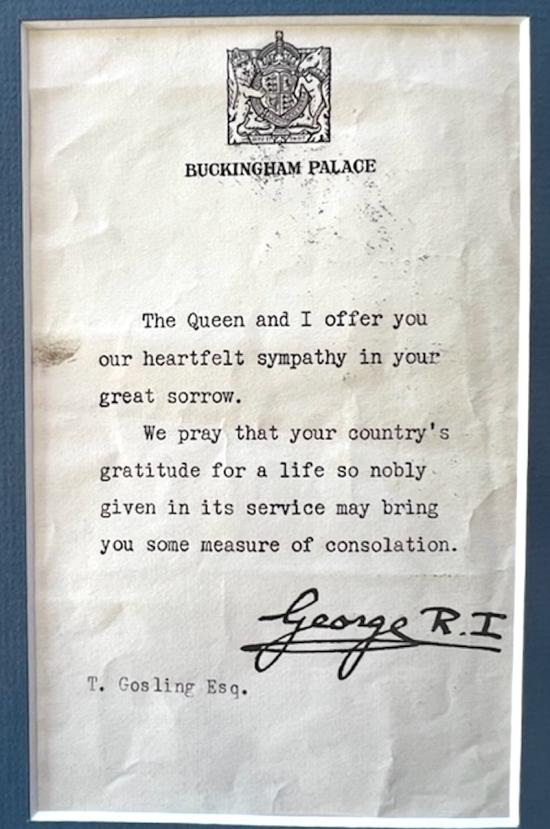 BUCKINGHAM PALACE
The Queen and I offer you
our heartfelt sympathy in your
great sorrow.
We pray that your country's
gratitude for a life so nobly
given in its service may bring
you some measure of consolation.
George R.I
T. Gosling Esq.